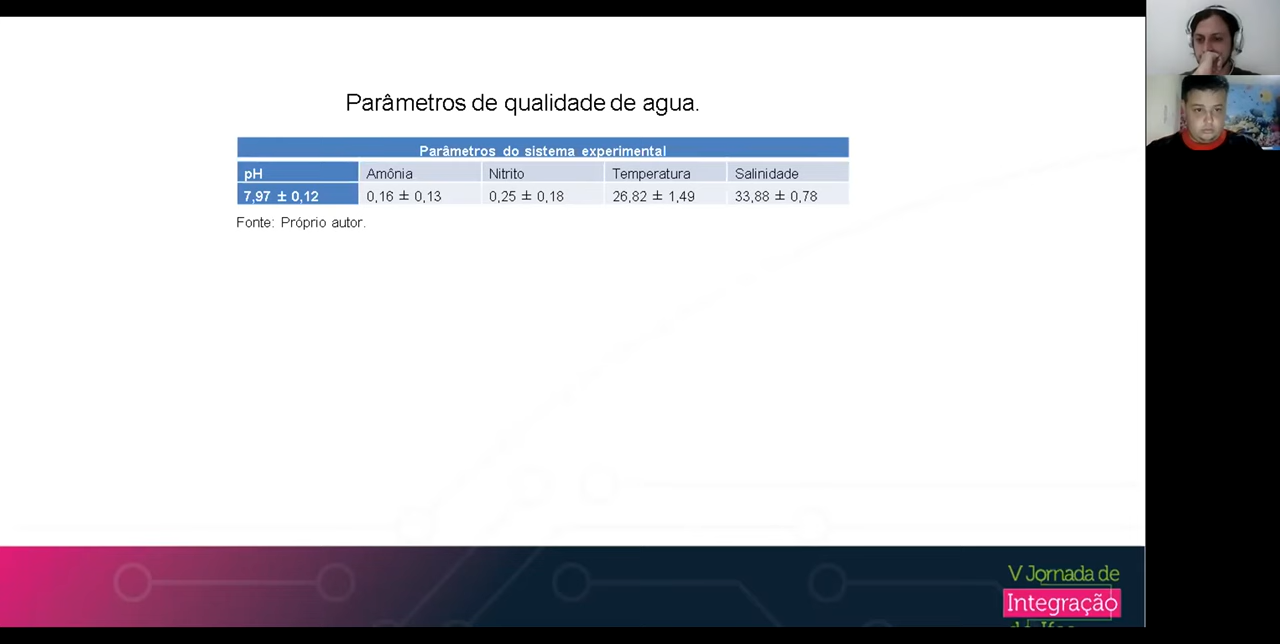 Parâmetros de qualidade de agua.
Parâmetros do sistema experimental
pH Amônia Nitrito Temperatura Salinidade
7,97 ± 0,12 0,16 ± 0,13 0,25 ± 0,18 26,82 ± 1,49 33,88 ± 0,78
Fonte: Próprio autor.
V Jornada de
Integração
do Ifes